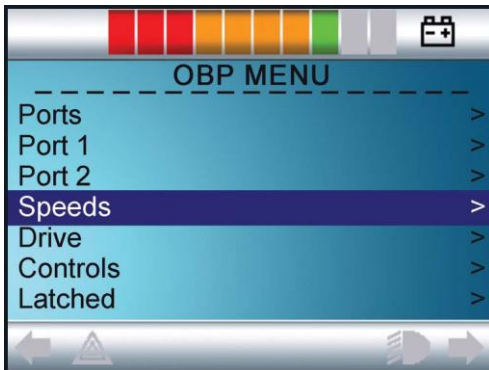 OBP MENU
Ports >
Port 1 >
Port 2 >
Speeds >
Drive >
Controls >
Latched >